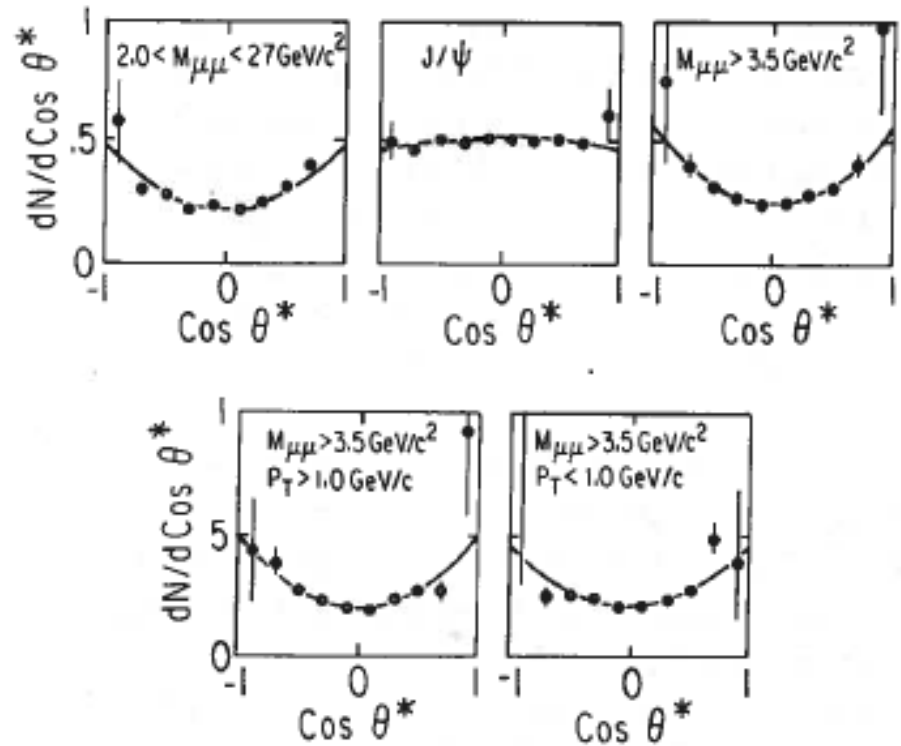 dN/dCos θ*
1
.5
0
2.0 < Mμμ < 27 GeV/c²
-1 0 1
Cos θ*
J/ψ
-1 0 1
Cos θ*
Mμμ > 3.5 GeV/c²
-1 0 1
Cos θ*
dN/dCos θ*
1
5
0
Mμμ > 3.5 GeV/c²
PT > 1.0 GeV/c
-1 0 1
Cos θ*
Mμμ > 3.5 GeV/c²
PT < 1.0 GeV/c
-1 0 1
Cos θ*